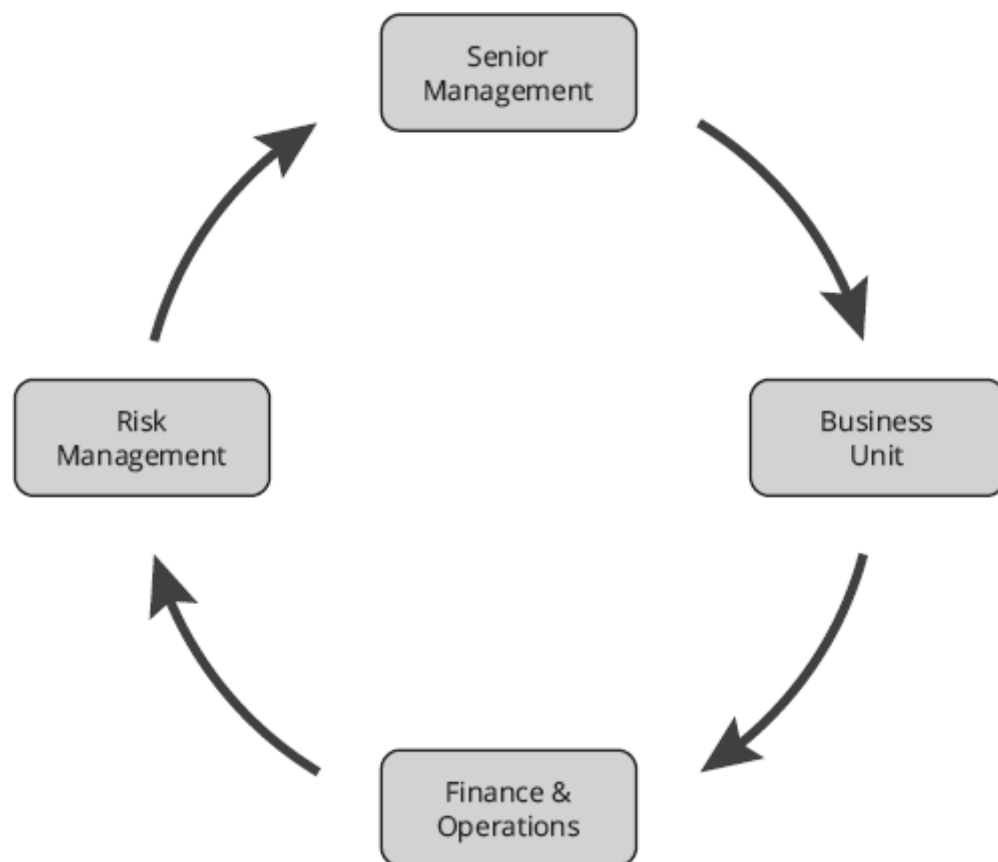 Senior
Management
Risk
Management
Business
Unit
Finance &
Operations